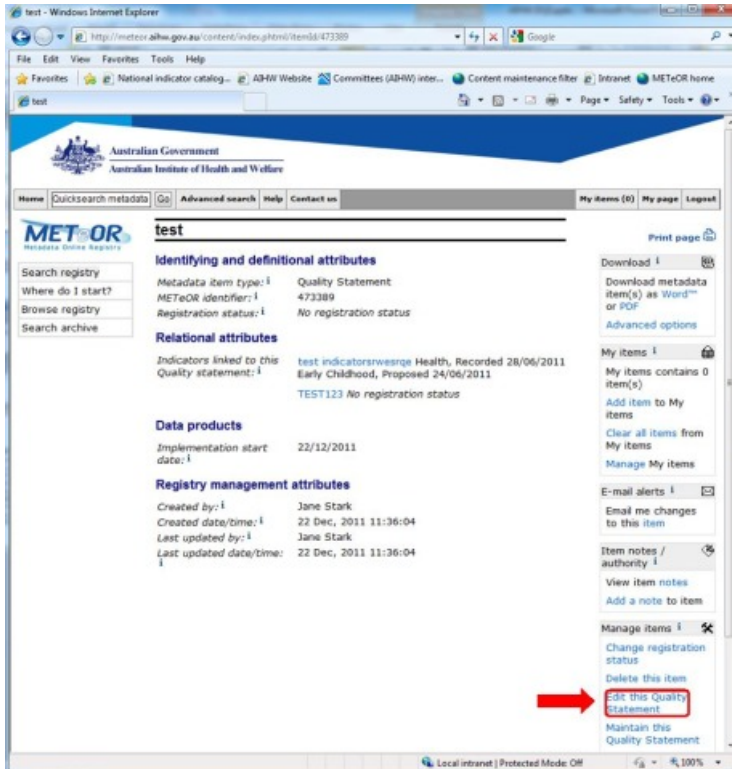 test - Windows Internet Explorer
http://meteor.aihw.gov.au/content/index.phtml/itemId/473389
Google
File Edit View Favorites Tools Help
Favorites National indicator catalog... AIHW Website Committees (AIHW) inter... Content maintenance filter Intranet METeOR home
test
Page Safety Tools
Australian Government
Australian Institute of Health and Welfare
Home Quicksearch metadata Go Advanced search Help Contact us My items (0) My page Logout
METeOR
Metadata Online Registry
Search registry
Where do I start?
Browse registry
Search archive
test
Identifying and definitional attributes
Metadata item type: i Quality Statement
METeOR identifier: i 473389
Registration status: i No registration status
Relational attributes
Indicators linked to this test indicatorsrwesrqe Health, Recorded 28/06/2011
Quality statement: i Early Childhood, Proposed 24/06/2011
TEST123 No registration status
Data products
Implementation start 22/12/2011
date: i
Registry management attributes
Created by: i Jane Stark
Created date/time: i 22 Dec, 2011 11:36:04
Last updated by: i Jane Stark
Last updated date/time: 22 Dec, 2011 11:36:04
i
Print page
Download i
Download metadata
item(s) as Word™
or PDF
Advanced options
My items i
My items contains 0
item(s)
Add item to My
items
Clear all items from
My items
Manage My items
E-mail alerts i
Email me changes
to this item
Item notes /
authority i
View item notes
Add a note to item
Manage items i
Change registration
status
Delete this item
Edit this Quality
Statement
Maintain this
Quality Statement
Local intranet | Protected Mode: Off 100%